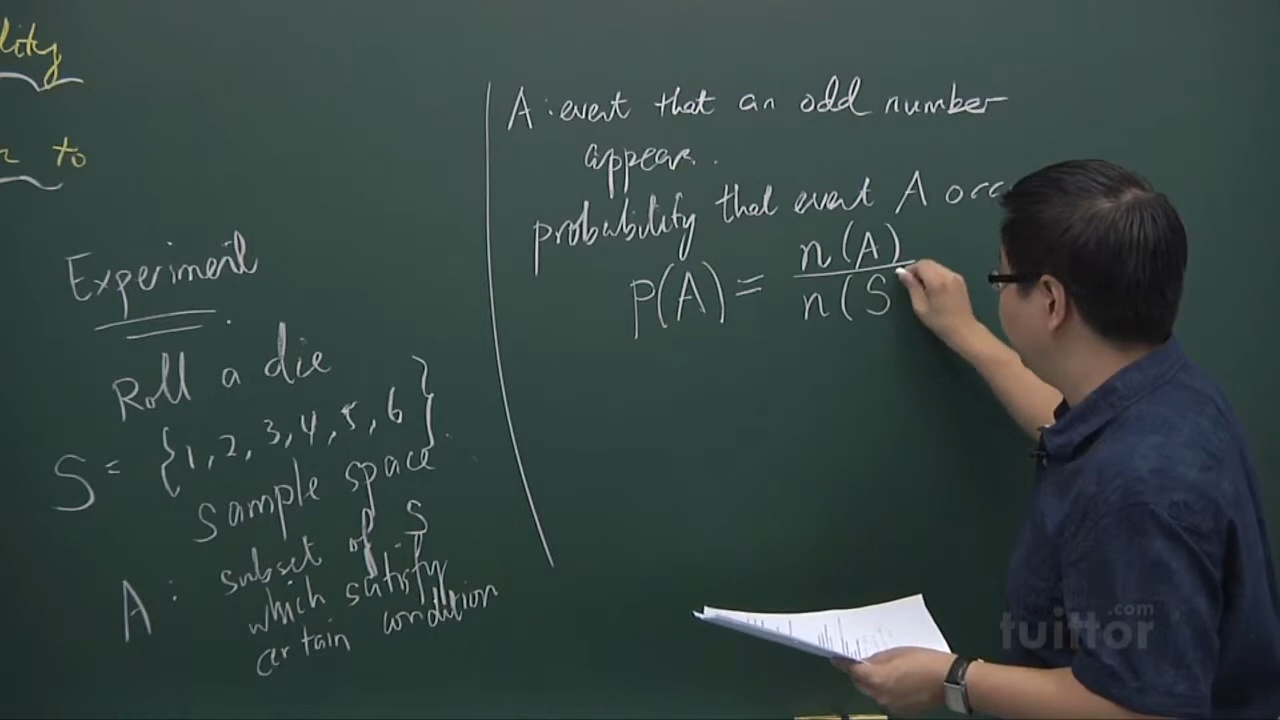 lity
to
Experiment
Roll a die
S = {1, 2, 3, 4, 5, 6}
sample space
A : subset of S
which satisfy
certain condition
A : event that an odd number
appear.
probability that event A occ
p(A) = n(A)
n(S
tuittor.com